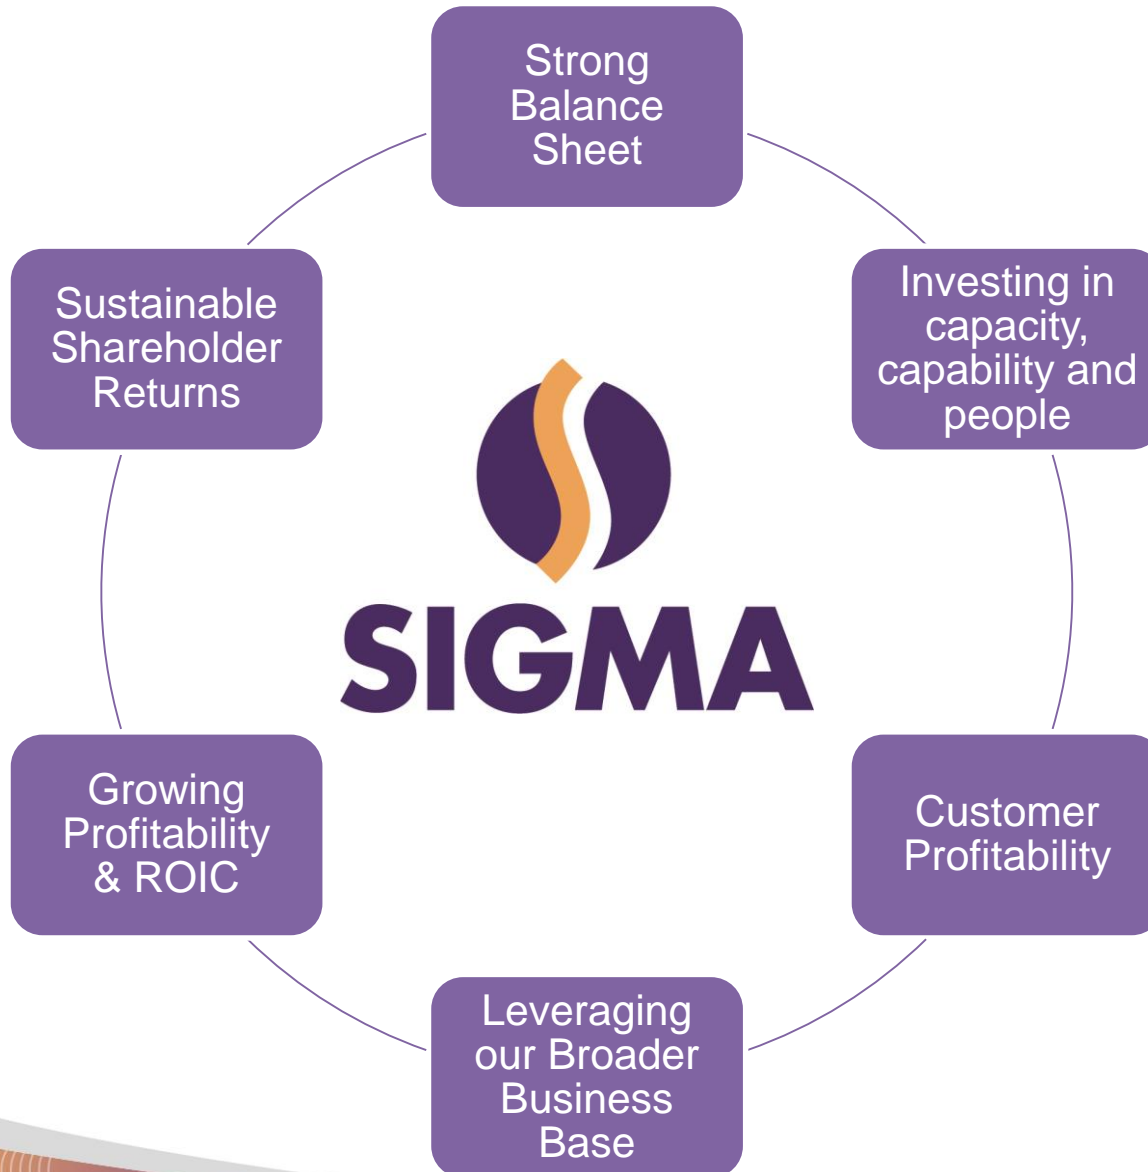 Strong
Balance
Sheet
Investing in
capacity,
capability and
people
Customer
Profitability
Leveraging
our Broader
Business
Base
Growing
Profitability
& ROIC
Sustainable
Shareholder
Returns
SIGMA